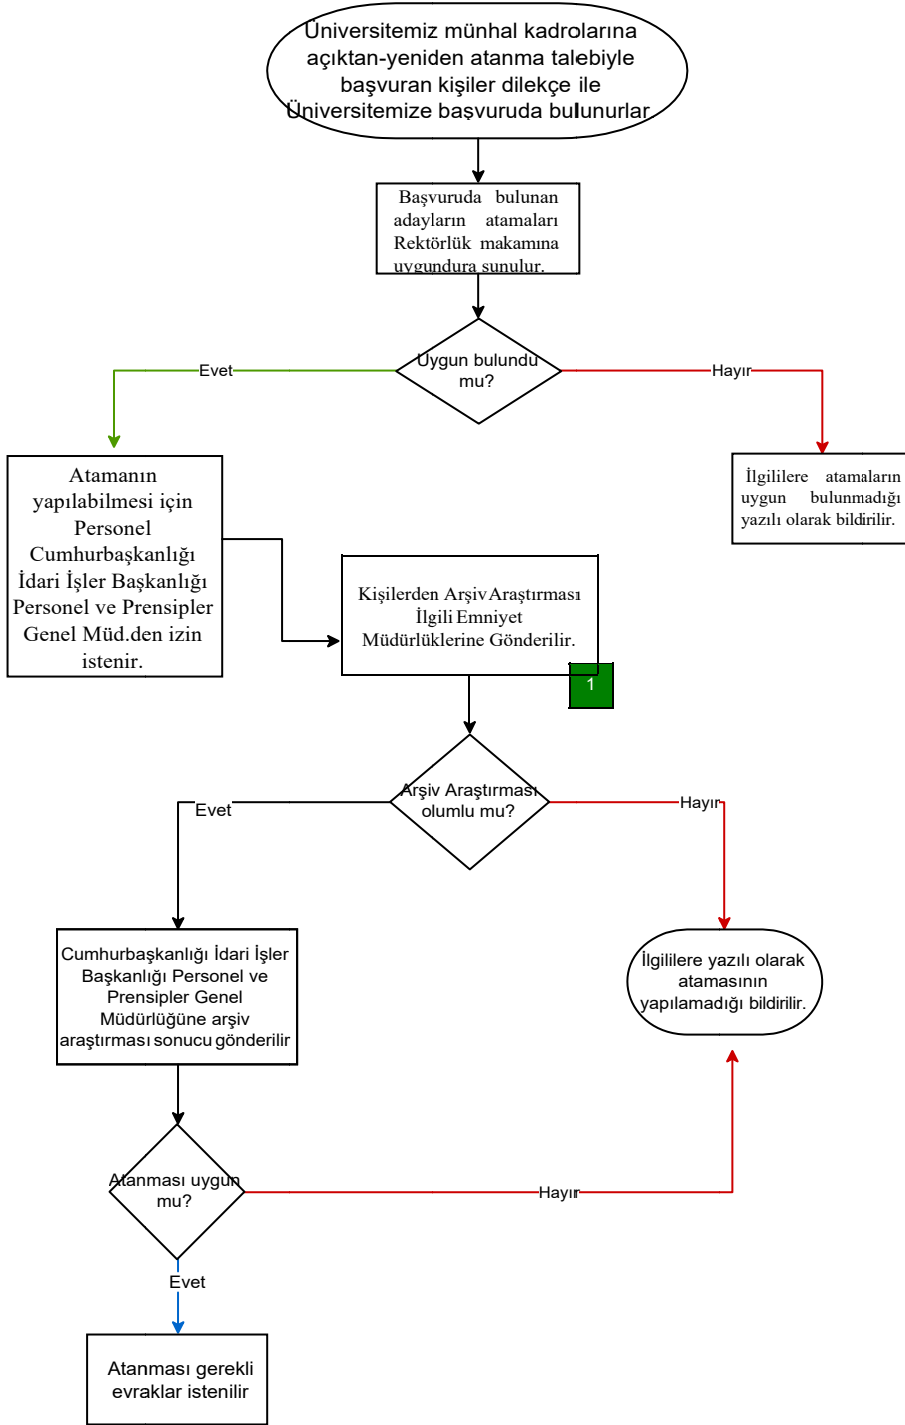 Üniversitemiz münhal kadrolarına
açıktan-yeniden atanma talebiyle
başvuran kişiler dilekçe ile
Üniversitemize başvuruda bulunurlar.
Başvuruda bulunan
adayların atamaları
Rektörlük makamına
uygundura sunulur.
Uygun bulundu
mu?
Evet
Hayır
Atamanın
yapılabilmesi için
Personel
Cumhurbaşkanlığı
İdari İşler Başkanlığı
Personel ve Prensipler
Genel Müd.den izin
istenir.
İlgililere atamaların
uygun bulunmadığı
yazılı olarak bildirilir.
Kişilerden Arşiv Araştırması
İlgili Emniyet
Müdürlüklerine Gönderilir.
1
Arşiv Araştırması
olumlu mu?
Evet
Hayır
Cumhurbaşkanlığı İdari İşler
Başkanlığı Personel ve
Prensipler Genel
Müdürlüğüne arşiv
araştırması sonucu gönderilir
İlgililere yazılı olarak
atamasının
yapılamadığı bildirilir.
Atanması uygun
mu?
Hayır
Evet
Atanması gerekli
evraklar istenilir